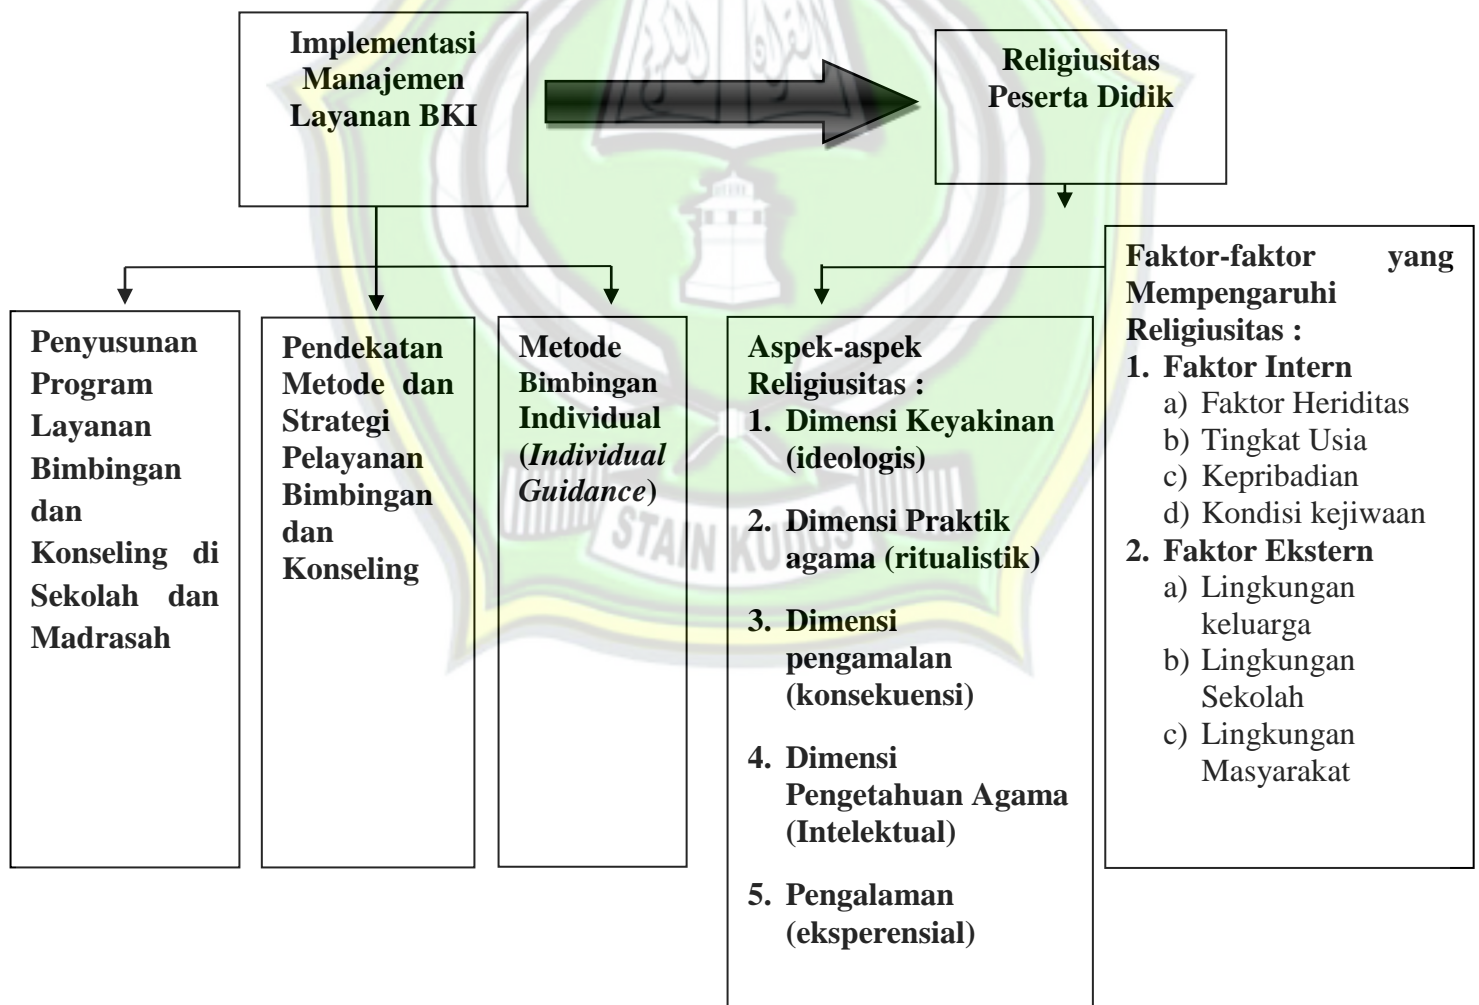 Implementasi
Manajemen
Layanan BKI
Religiusitas
Peserta Didik
Penyusunan
Program
Layanan
Bimbingan
dan
Konseling di
Sekolah dan
Madrasah
Pendekatan
Metode dan
Strategi
Pelayanan
Bimbingan
dan
Konseling
Metode
Bimbingan
Individual
(Individual
Guidance)
Aspek-aspek
Religiusitas :
1. Dimensi Keyakinan
(ideologis)
2. Dimensi Praktik
agama (ritualistik)
3. Dimensi
pengamalan
(konsekuensi)
4. Dimensi
Pengetahuan Agama
(Intelektual)
5. Pengalaman
(eksperensial)
Faktor-faktor yang
Mempengaruhi
Religiusitas :
1. Faktor Intern
a) Faktor Heriditas
b) Tingkat Usia
c) Kepribadian
d) Kondisi kejiwaan
2. Faktor Ekstern
a) Lingkungan
keluarga
b) Lingkungan
Sekolah
c) Lingkungan
Masyarakat
STAIN KUDUS